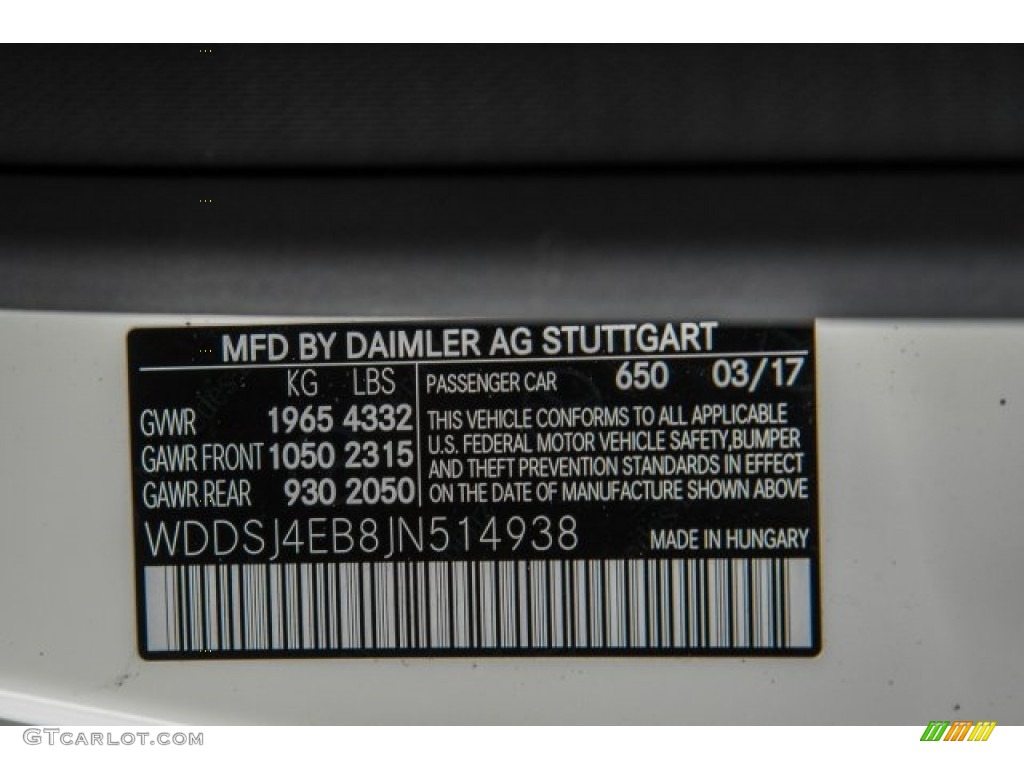 MFD BY DAIMLER AG STUTTGART
KG LBS
GVWR 1965 4332
GAWR FRONT 1050 2315
GAWR REAR 930 2050
PASSENGER CAR 650 03/17
THIS VEHICLE CONFORMS TO ALL APPLICABLE
U.S. FEDERAL MOTOR VEHICLE SAFETY,BUMPER
AND THEFT PREVENTION STANDARDS IN EFFECT
ON THE DATE OF MANUFACTURE SHOWN ABOVE
WDDSJ4EB8JN514938 MADE IN HUNGARY
GTCARLOT.COM